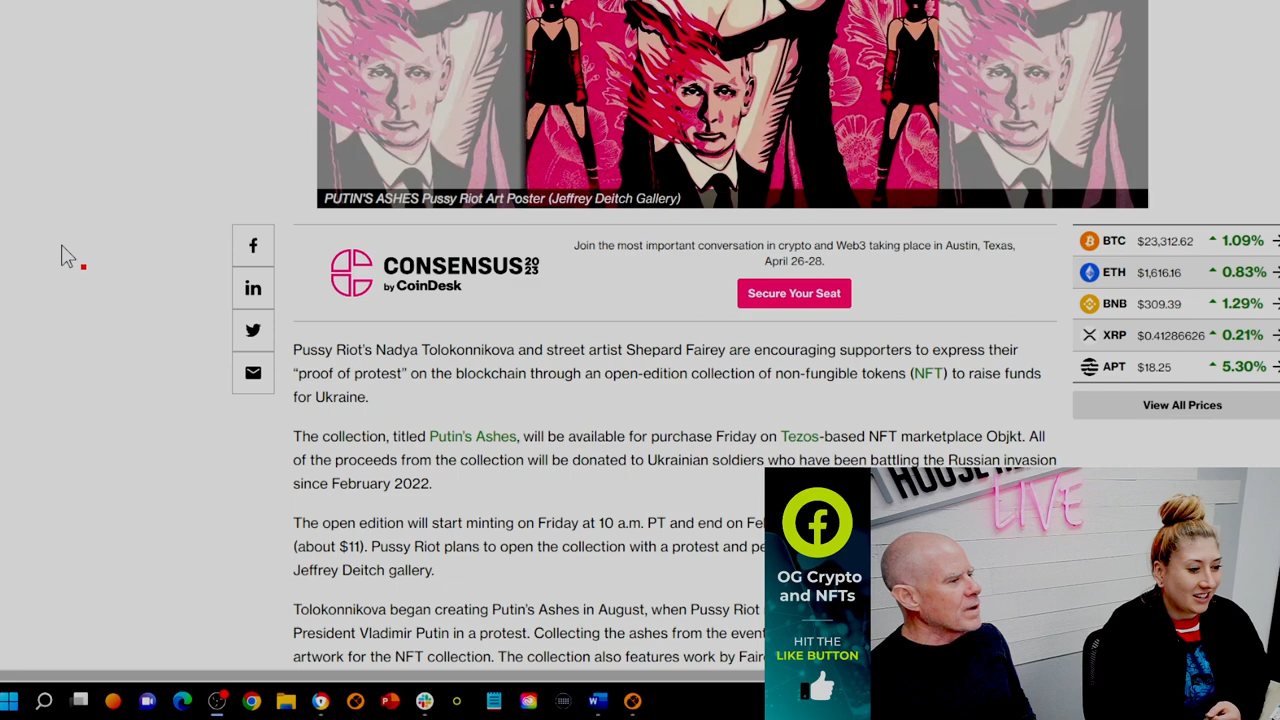 PUTIN'S ASHES Pussy Riot Art Poster (Jeffrey Deitch Gallery)
CONSENSUS 20 23
by CoinDesk
Join the most important conversation in crypto and Web3 taking place in Austin, Texas,
April 26-28.
Secure Your Seat
BTC $23,312.62 1.09%
ETH $1,616.16 0.83%
BNB $309.39 1.29%
XRP $0.41286626 0.21%
APT $18.25 5.30%
View All Prices
Pussy Riot's Nadya Tolokonnikova and street artist Shepard Fairey are encouraging supporters to express their
“proof of protest” on the blockchain through an open-edition collection of non-fungible tokens (NFT) to raise funds
for Ukraine.
The collection, titled Putin's Ashes, will be available for purchase Friday on Tezos-based NFT marketplace Objkt. All
of the proceeds from the collection will be donated to Ukrainian soldiers who have been battling the Russian invasion
since February 2022.
The open edition will start minting on Friday at 10 a.m. PT and end on
(about $11). Pussy Riot plans to open the collection with a protest and
Jeffrey Deitch gallery.
Tolokonnikova began creating Putin's Ashes in August, when Pussy Riot
President Vladimir Putin in a protest. Collecting the ashes from the
artwork for the NFT collection. The collection also features work by
OG Crypto
and NFTs
HIT THE
LIKE BUTTON
HOUSE
LIVE